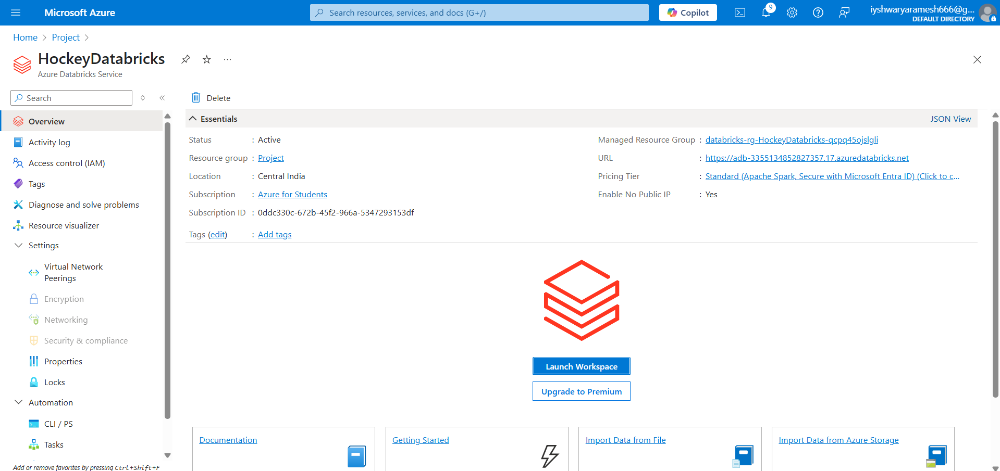 Microsoft Azure
Search resources, services, and docs (G+/)
Copilot
9
iyshwaryaramesh666@g...
DEFAULT DIRECTORY
Home
Project
HockeyDatabricks
...
Azure Databricks Service
Search
Delete
Overview
Activity log
Access control (IAM)
Tags
Diagnose and solve problems
Resource visualizer
Settings
Virtual Network
Peerings
Encryption
Networking
Security & compliance
Properties
Locks
Automation
CLI / PS
Tasks
Add or remove favorites by pressing Ctrl+Shift+F
Essentials
JSON View
Status : Active
Resource group : Project
Location : Central India
Subscription : Azure for Students
Subscription ID : 0ddc330c-672b-45f2-966a-5347293153df
Tags (edit) : Add tags
Managed Resource Group : databricks-rg-HockeyDatabricks-qcpq45ojslgli
URL : https://adb-3355134852827357.17.azuredatabricks.net
Pricing Tier : Standard (Apache Spark, Secure with Microsoft Entra ID) (Click to c...
Enable No Public IP : Yes
Launch Workspace
Upgrade to Premium
Documentation
Getting Started
Import Data from File
Import Data from Azure Storage